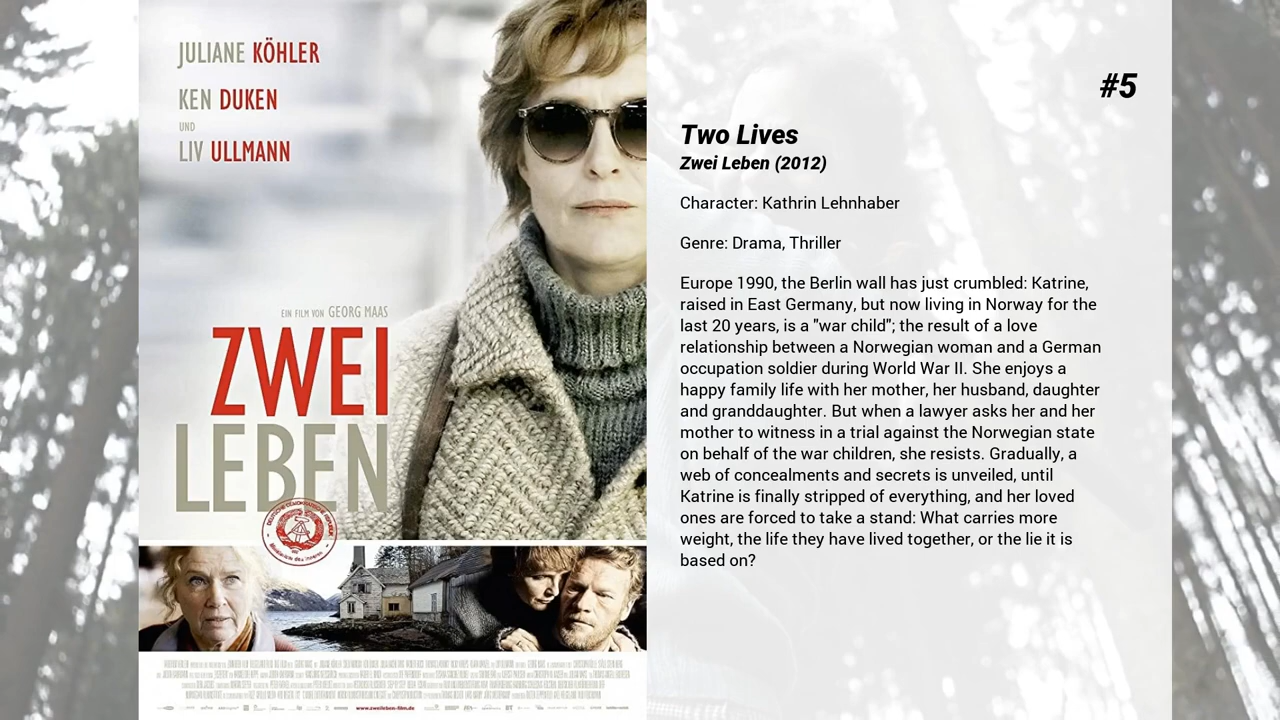 JULIANE KÖHLER
KEN DUKEN
UND
LIV ULLMANN
EIN FILM VON GEORG MAAS
ZWEI
LEBEN
www.zweileben-film.de
#5
Two Lives
Zwei Leben (2012)
Character: Kathrin Lehnhaber
Genre: Drama, Thriller
Europe 1990, the Berlin wall has just crumbled: Katrine,
raised in East Germany, but now living in Norway for the
last 20 years, is a "war child"; the result of a love
relationship between a Norwegian woman and a German
occupation soldier during World War II. She enjoys a
happy family life with her mother, her husband, daughter
and granddaughter. But when a lawyer asks her and her
mother to witness in a trial against the Norwegian state
on behalf of the war children, she resists. Gradually, a
web of concealments and secrets is unveiled, until
Katrine is finally stripped of everything, and her loved
ones are forced to take a stand: What carries more
weight, the life they have lived together, or the lie it is
based on?